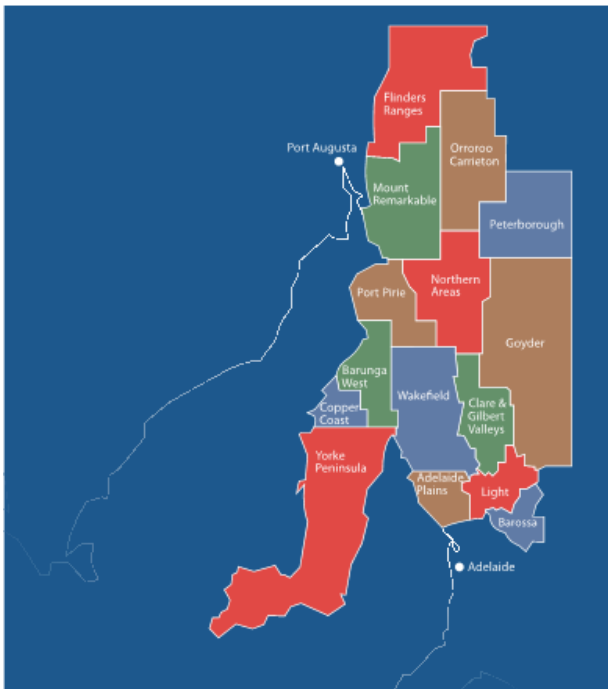 Flinders
Ranges
Port Augusta
Orroroo
Carrieton
Mount
Remarkable
Peterborough
Northern
Areas
Port Pirie
Goyder
Barunga
West
Wakefield
Clare &
Gilbert
Valleys
Copper
Coast
Yorke
Peninsula
Adelaide
Plains
Light
Barossa
Adelaide